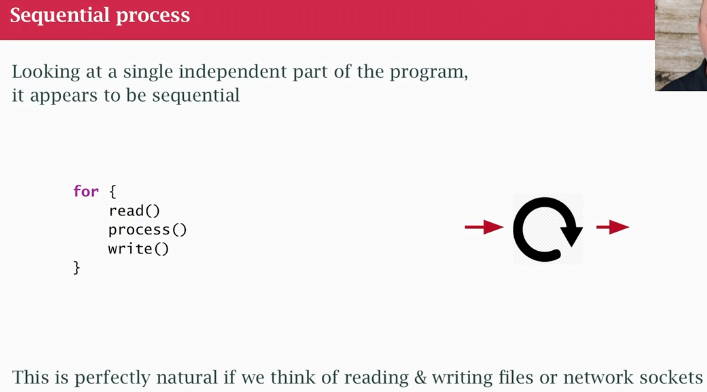 Sequential process
Looking at a single independent part of the program,
it appears to be sequential
for {
    read()
    process()
    write()
}
This is perfectly natural if we think of reading & writing files or network sockets